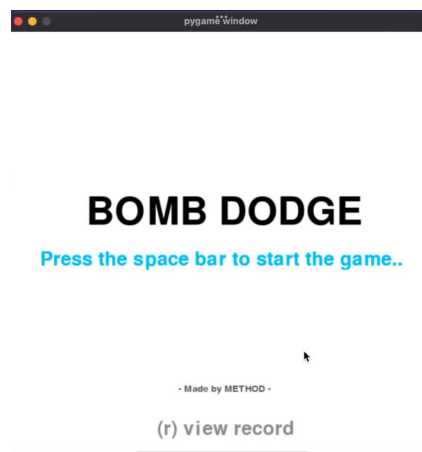 pygame window
BOMB DODGE
Press the space bar to start the game..
- Made by METHOD -
(r) view record